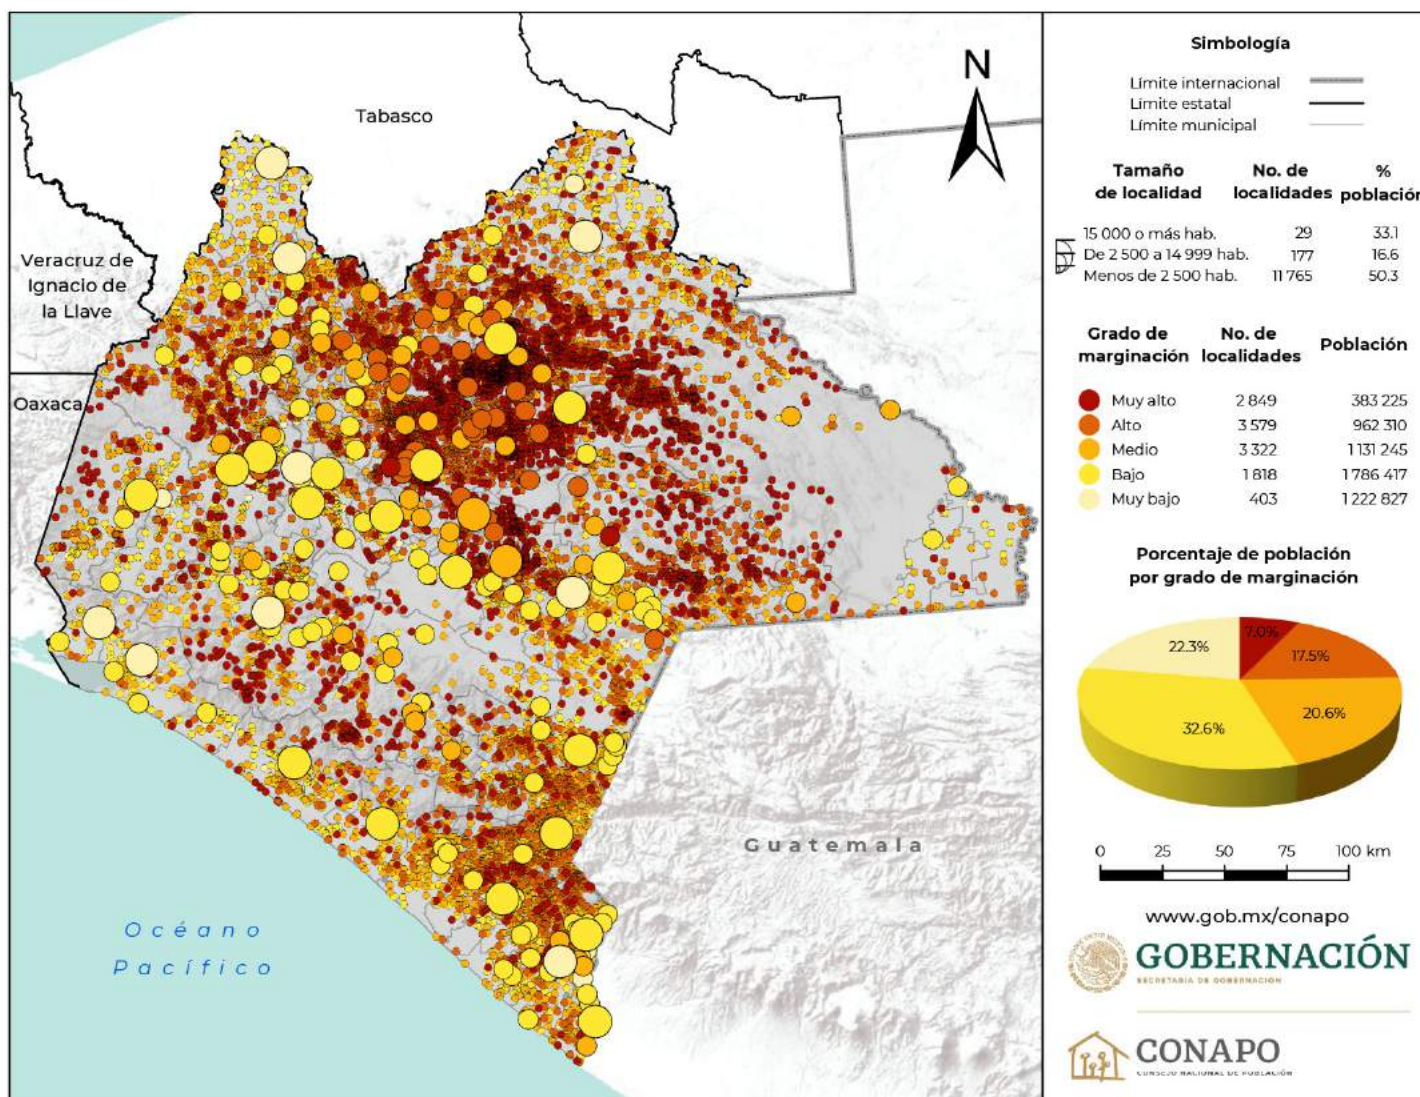 Tabasco
Veracruz de
Ignacio de
la Llave
Oaxaca
Guatemala
Océano
Pacífico
N
Simbología
Límite internacional
Límite estatal
Límite municipal
Tamaño de localidad No. de localidades % población
15 000 o más hab. 29 33.1
De 2 500 a 14 999 hab. 177 16.6
Menos de 2 500 hab. 11 765 50.3
Grado de marginación No. de localidades Población
Muy alto 2 849 383 225
Alto 3 579 962 310
Medio 3 322 1 131 245
Bajo 1 818 1 786 417
Muy bajo 403 1 222 827
Porcentaje de población
por grado de marginación
7.0%
22.3%
17.5%
20.6%
32.6%
0 25 50 75 100 km
www.gob.mx/conapo
GOBERNACIÓN
SECRETARÍA DE GOBERNACIÓN
CONAPO
CONSEJO NACIONAL DE POBLACIÓN